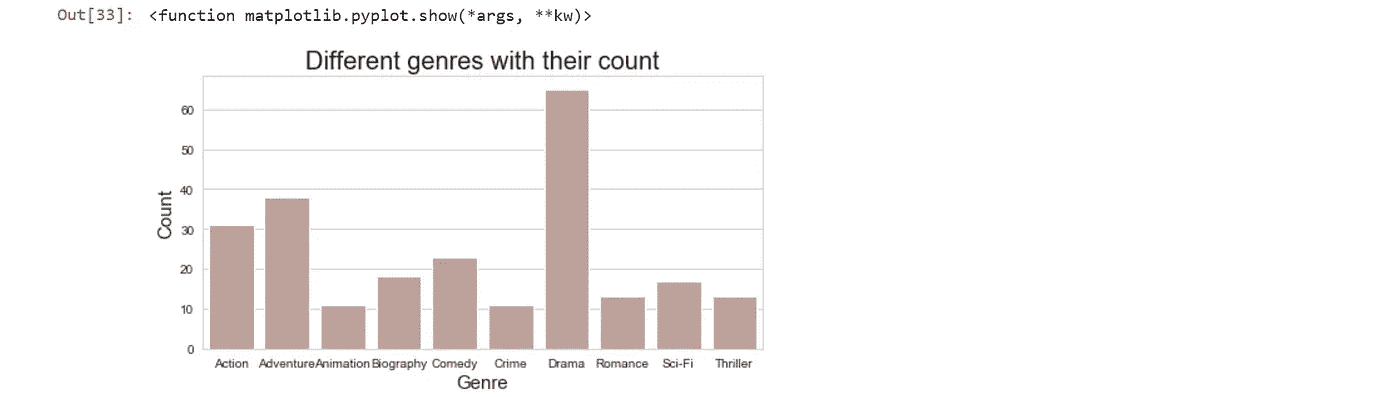 Out[33]: <function matplotlib.pyplot.show(*args, **kw)>
Different genres with their count
60
50
40
30
20
10
0
Count
Action Adventure Animation Biography Comedy Crime Drama Romance Sci-Fi Thriller
Genre